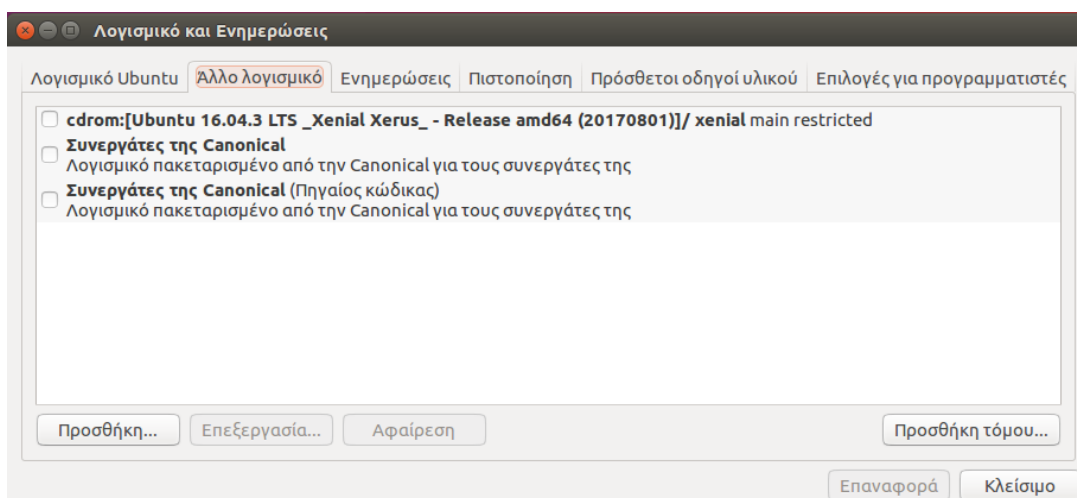 Λογισμικό και Ενημερώσεις
Λογισμικό Ubuntu Άλλο λογισμικό Ενημερώσεις Πιστοποίηση Πρόσθετοι οδηγοί υλικού Επιλογές για προγραμματιστές
cdrom:[Ubuntu 16.04.3 LTS _Xenial Xerus_ - Release amd64 (20170801)]/ xenial main restricted
Συνεργάτες της Canonical
Λογισμικό πακεταρισμένο από την Canonical για τους συνεργάτες της
Συνεργάτες της Canonical (Πηγαίος κώδικας)
Λογισμικό πακεταρισμένο από την Canonical για τους συνεργάτες της
Προσθήκη... Επεξεργασία... Αφαίρεση Προσθήκη τόμου...
Επαναφορά Κλείσιμο